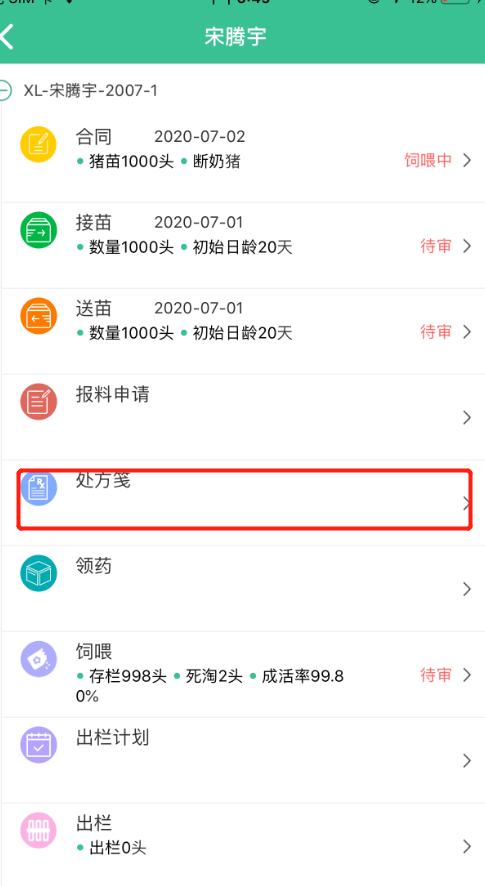 宋腾宇
XL-宋腾宇-2007-1
合同 2020-07-02
• 猪苗1000头 • 断奶猪
饲喂中
接苗 2020-07-01
• 数量1000头 • 初始日龄20天
待审
送苗 2020-07-01
• 数量1000头 • 初始日龄20天
待审
报料申请
处方笺
领药
饲喂
• 存栏998头 • 死淘2头 • 成活率99.8
0%
待审
出栏计划
出栏
• 出栏0头